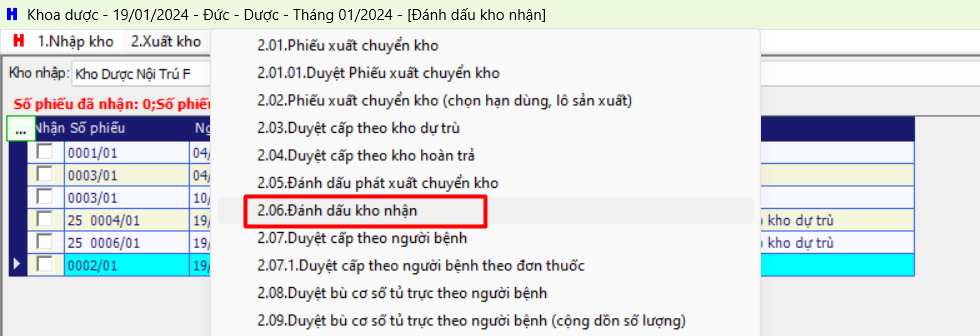 H Khoa dược - 19/01/2024 - Đức - Dược - Tháng 01/2024 - [Đánh dấu kho nhận]
H 1.Nhập kho 2.Xuất kho
2.01.Phiếu xuất chuyển kho
Kho nhập: Kho Dược Nội Trú F
2.01.01.Duyệt Phiếu xuất chuyển kho
Số phiếu đã nhận: 0;Số phiếu
2.02.Phiếu xuất chuyển kho (chọn hạn dùng, lô sản xuất)
... Nhận Số phiếu
2.03.Duyệt cấp theo kho dự trù
0001/01 04/
2.04.Duyệt cấp theo kho hoàn trả
0003/01 04/
2.05.Đánh dấu phát xuất chuyển kho
0003/01 10/
2.06.Đánh dấu kho nhận
25 0004/01 19/ kho dự trù
2.07.Duyệt cấp theo người bệnh
25 0006/01 19/ kho dự trù
2.07.1.Duyệt cấp theo người bệnh theo đơn thuốc
0002/01 19/
2.08.Duyệt bù cơ số tủ trực theo người bệnh
2.09.Duyệt bù cơ số tủ trực theo người bệnh (cộng dồn số lượng)